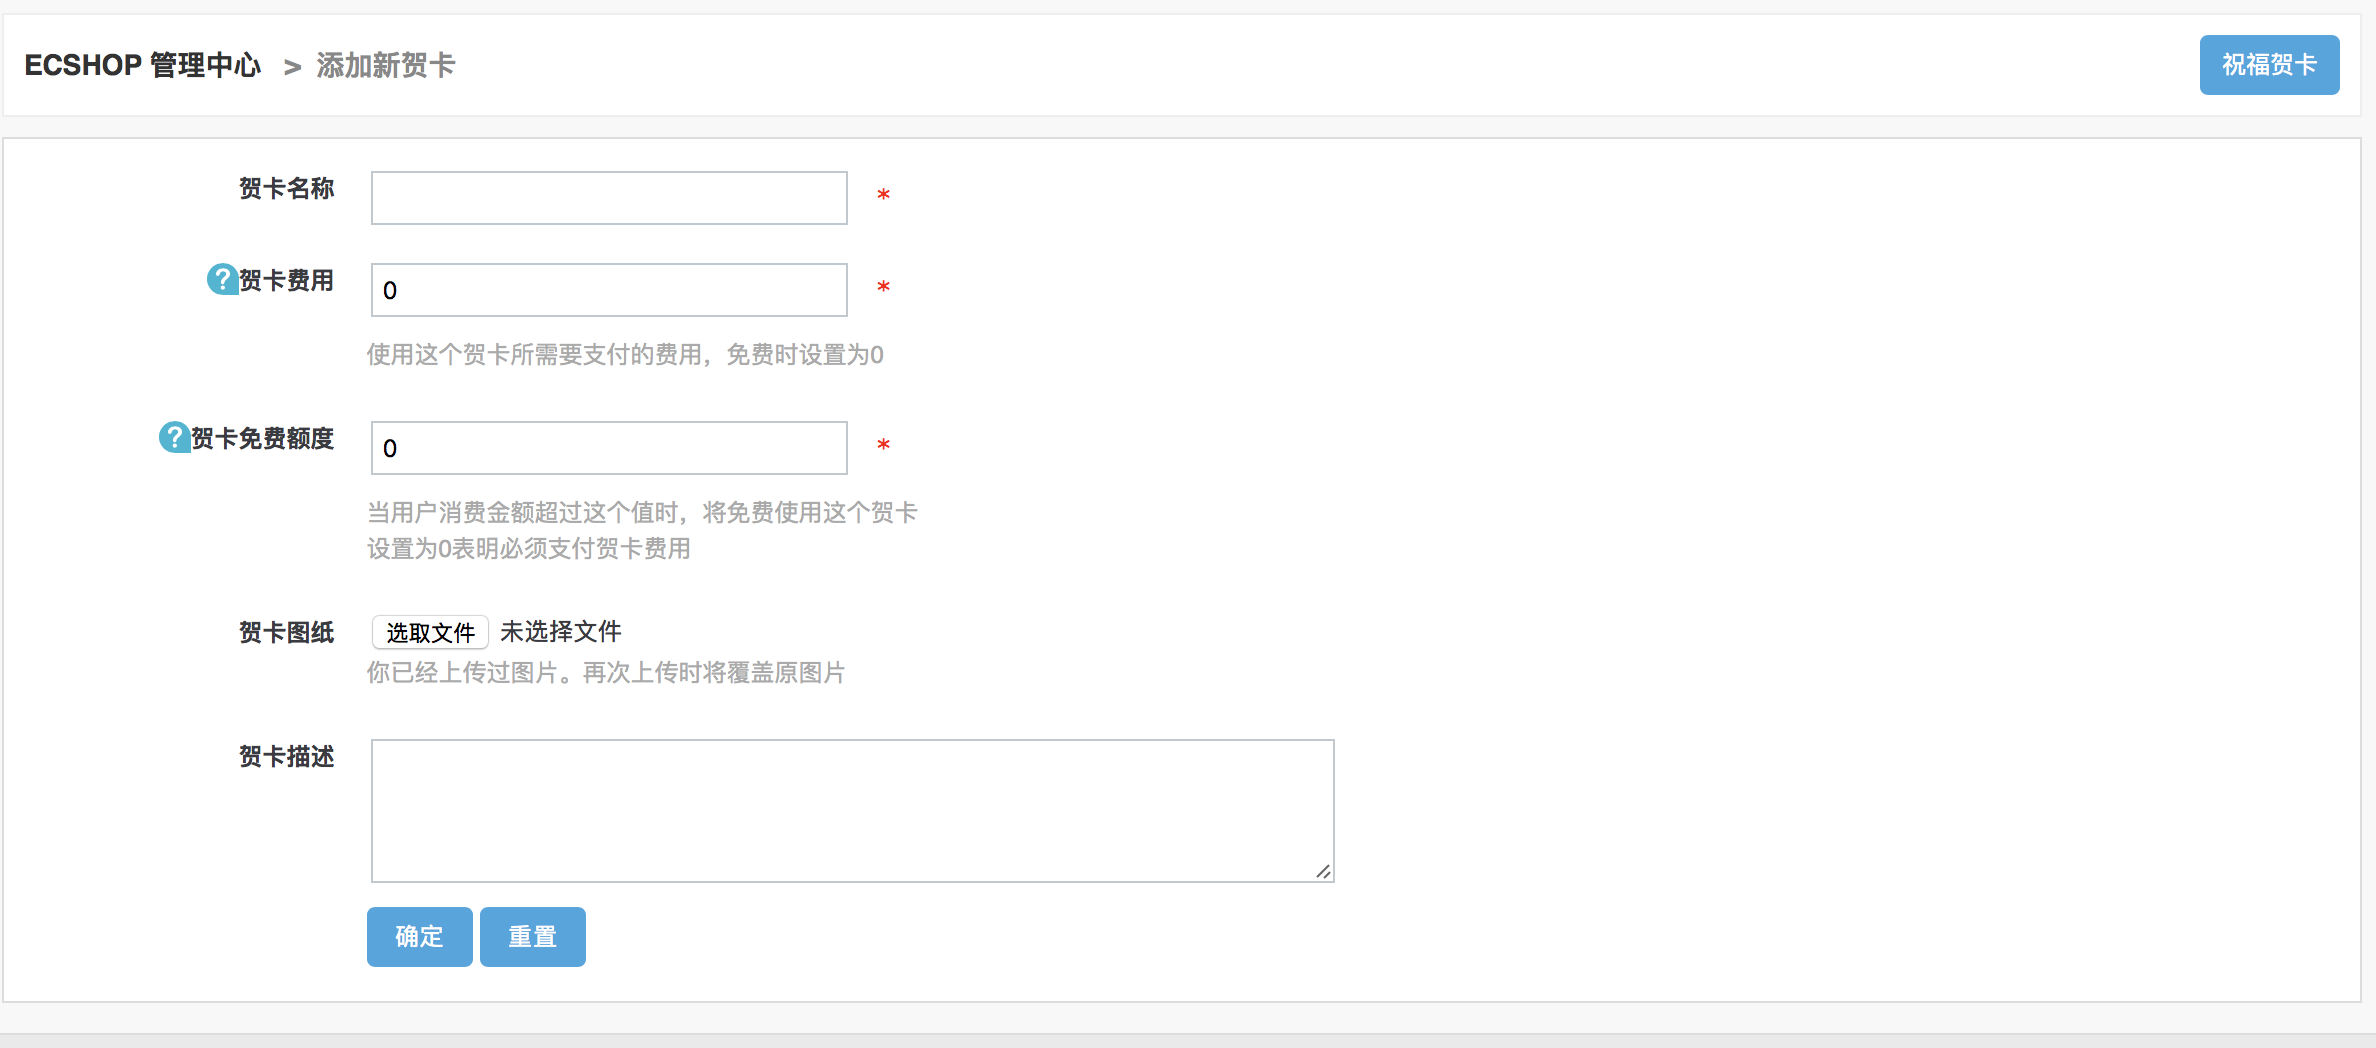 ECSHOP 管理中心 > 添加新贺卡
祝福贺卡
贺卡名称 *
?贺卡费用 0 *
使用这个贺卡所需要支付的费用，免费时设置为0
?贺卡免费额度 0 *
当用户消费金额超过这个值时，将免费使用这个贺卡
设置为0表明必须支付贺卡费用
贺卡图纸 选取文件 未选择文件
你已经上传过图片。再次上传时将覆盖原图片
贺卡描述
确定 重置